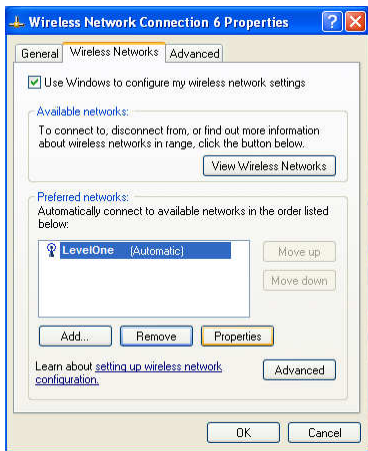 Wireless Network Connection 6 Properties
General Wireless Networks Advanced
Use Windows to configure my wireless network settings
Available networks:
To connect to, disconnect from, or find out more information
about wireless networks in range, click the button below.
View Wireless Networks
Preferred networks:
Automatically connect to available networks in the order listed
below:
LevelOne (Automatic)
Move up
Move down
Add... Remove Properties
Learn about setting up wireless network
configuration.
Advanced
OK Cancel